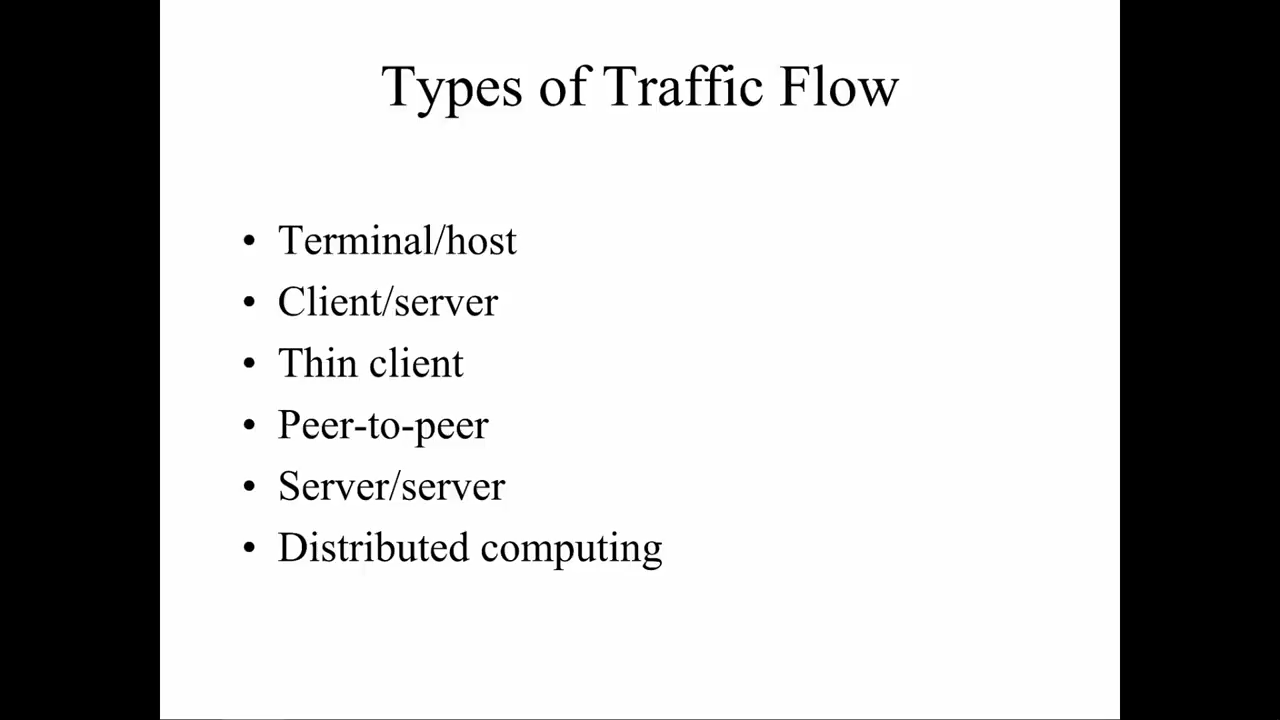 Types of Traffic Flow
• Terminal/host
• Client/server
• Thin client
• Peer-to-peer
• Server/server
• Distributed computing